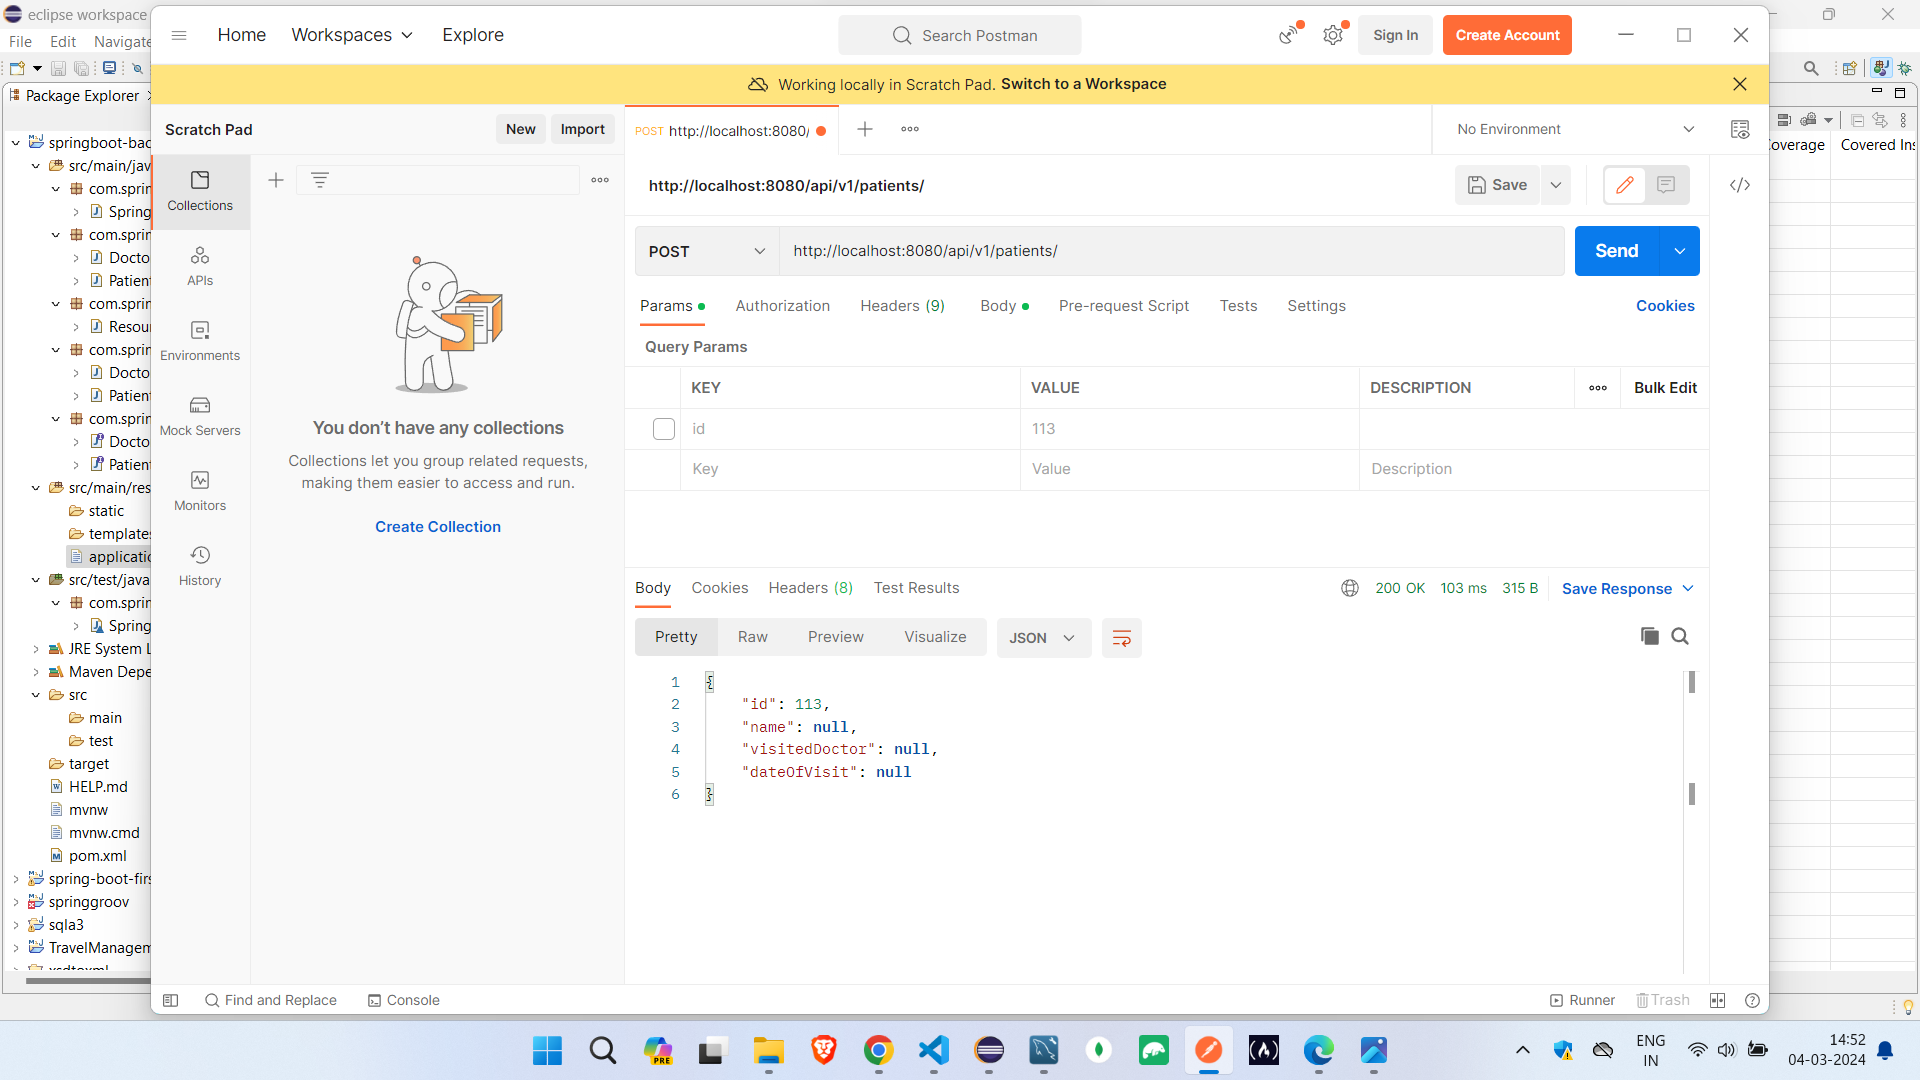 eclipse workspace
File Edit Navigate
Home Workspaces Explore Search Postman Sign In Create Account
Working locally in Scratch Pad. Switch to a Workspace
Package Explorer
Scratch Pad New Import
POST http://localhost:8080/ No Environment
springboot-bac
src/main/jav
com.sprin
Spring
com.sprin
Docto
Patien
com.sprin
Resou
com.sprin
Docto
Patien
com.sprin
Docto
Patien
src/main/res
static
templates
applicatio
src/test/java
com.sprin
Spring
JRE System L
Maven Depe
src
main
test
target
HELP.md
mvnw
mvnw.cmd
pom.xml
spring-boot-firs
springgroov
sqla3
TravelManagem
Collections
APIs
Environments
Mock Servers
Monitors
History
You don’t have any collections
Collections let you group related requests,
making them easier to access and run.
Create Collection
http://localhost:8080/api/v1/patients/ Save
POST http://localhost:8080/api/v1/patients/ Send
Params Authorization Headers (9) Body Pre-request Script Tests Settings Cookies
Query Params
KEY VALUE DESCRIPTION Bulk Edit
id 113
Key Value Description
Body Cookies Headers (8) Test Results 200 OK 103 ms 315 B Save Response
Pretty Raw Preview Visualize JSON
1 {
2 "id": 113,
3 "name": null,
4 "visitedDoctor": null,
5 "dateOfVisit": null
6 }
overage Covered Ins
Find and Replace Console Runner Trash
PRE
ENG
IN
14:52
04-03-2024